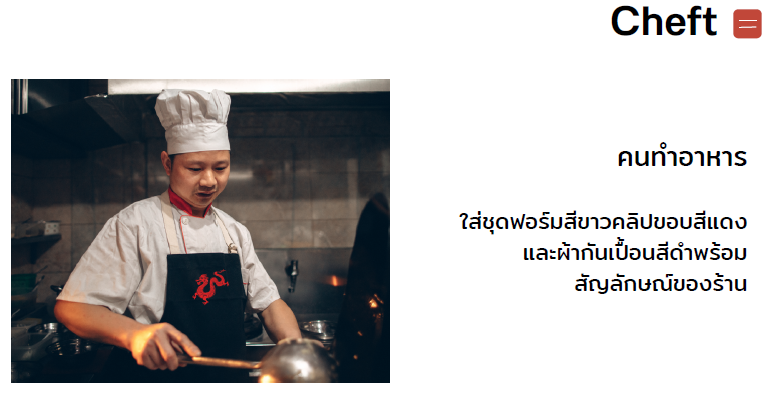 Cheft
คนทำอาหาร
ใส่ชุดฟอร์มสีขาวคลิปขอบสีแดง
และผ้ากันเปื้อนสีดำพร้อม
สัญลักษณ์ของร้าน